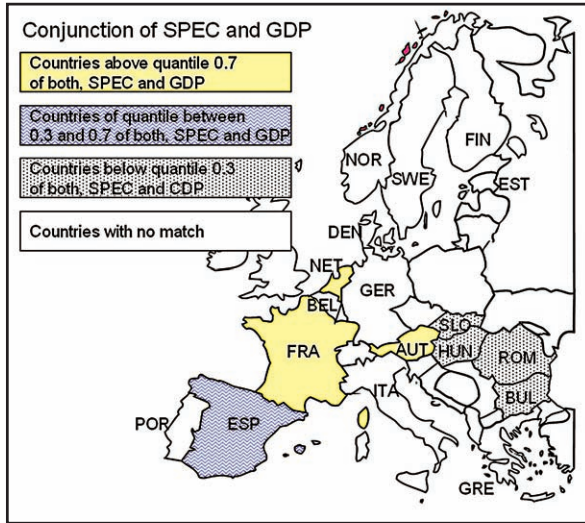 Conjunction of SPEC and GDP
Countries above quantile 0.7
of both, SPEC and GDP
Countries of quantile between
0.3 and 0.7 of both, SPEC and GDP
Countries below quantile 0.3
of both, SPEC and CDP
Countries with no match
FIN
NOR
SWE
EST
DEN
NET
GER
BEL
SLO
FRA
AUT
HUN
ROM
ITA
BUL
POR
ESP
GRE